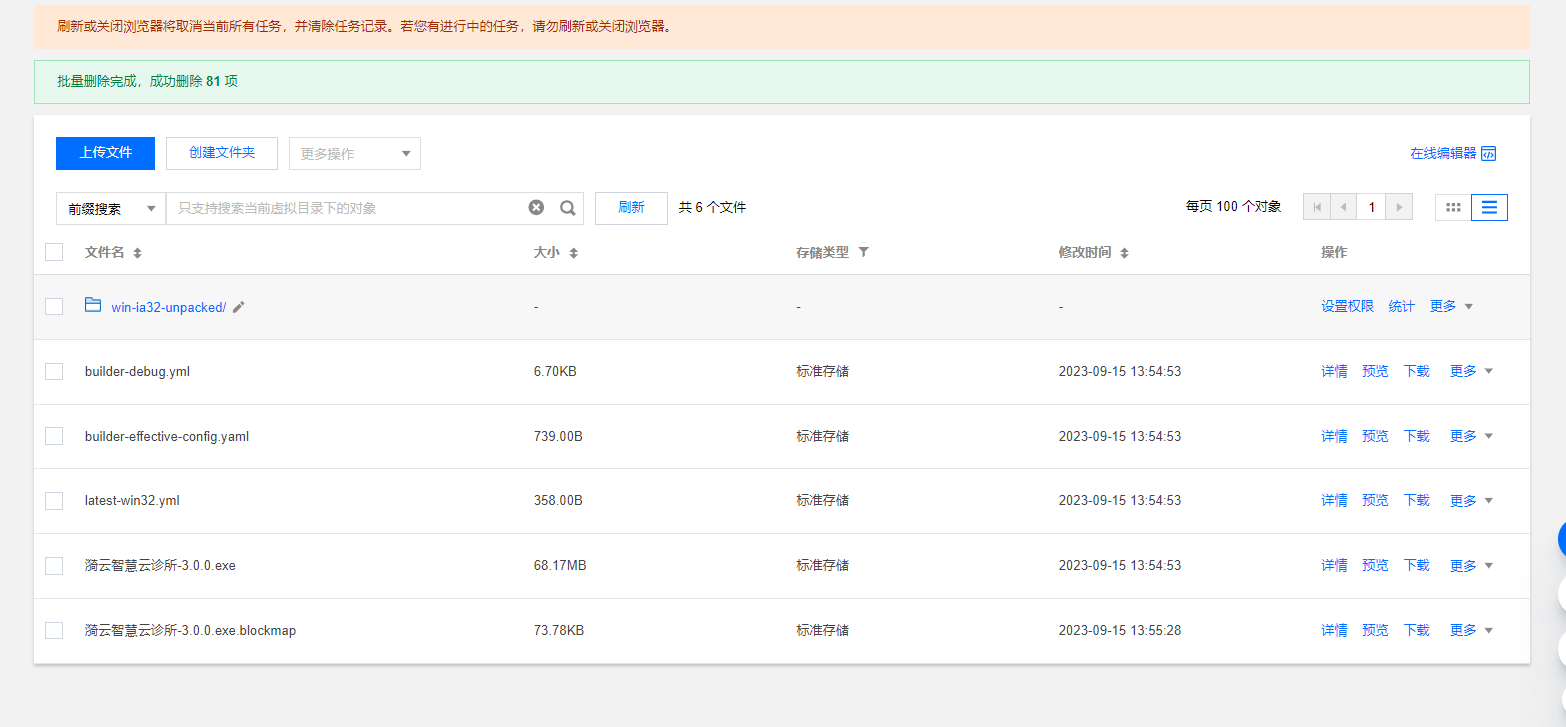 刷新或关闭浏览器将取消当前所有任务，并清除任务记录。若您有进行中的任务，请勿刷新或关闭浏览器。
批量删除完成，成功删除 81 项
上传文件 创建文件夹 更多操作 在线编辑器
前缀搜索 只支持搜索当前虚拟目录下的对象 刷新 共 6 个文件 每页 100 个对象 1
文件名 大小 存储类型 修改时间 操作
win-ia32-unpacked/ - - - 设置权限 统计 更多
builder-debug.yml 6.70KB 标准存储 2023-09-15 13:54:53 详情 预览 下载 更多
builder-effective-config.yaml 739.00B 标准存储 2023-09-15 13:54:53 详情 预览 下载 更多
latest-win32.yml 358.00B 标准存储 2023-09-15 13:54:53 详情 预览 下载 更多
漪云智慧云诊所-3.0.0.exe 68.17MB 标准存储 2023-09-15 13:54:53 详情 预览 下载 更多
漪云智慧云诊所-3.0.0.exe.blockmap 73.78KB 标准存储 2023-09-15 13:55:28 详情 预览 下载 更多